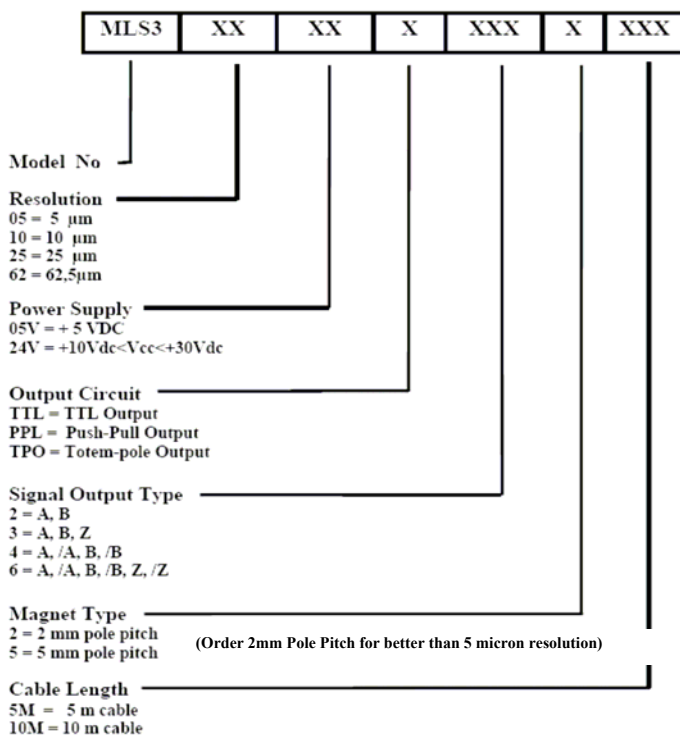 MLS3 XX XX X XXX X XXX
Model No
Resolution
05 = 5 µm
10 = 10 µm
25 = 25 µm
62 = 62,5µm
Power Supply
05V = + 5 VDC
24V = +10Vdc<Vcc<+30Vdc
Output Circuit
TTL = TTL Output
PPL = Push-Pull Output
TPO = Totem-pole Output
Signal Output Type
2 = A, B
3 = A, B, Z
4 = A, /A, B, /B
6 = A, /A, B, /B, Z, /Z
Magnet Type
2 = 2 mm pole pitch
(Order 2mm Pole Pitch for better than 5 micron resolution)
5 = 5 mm pole pitch
Cable Length
5M = 5 m cable
10M = 10 m cable